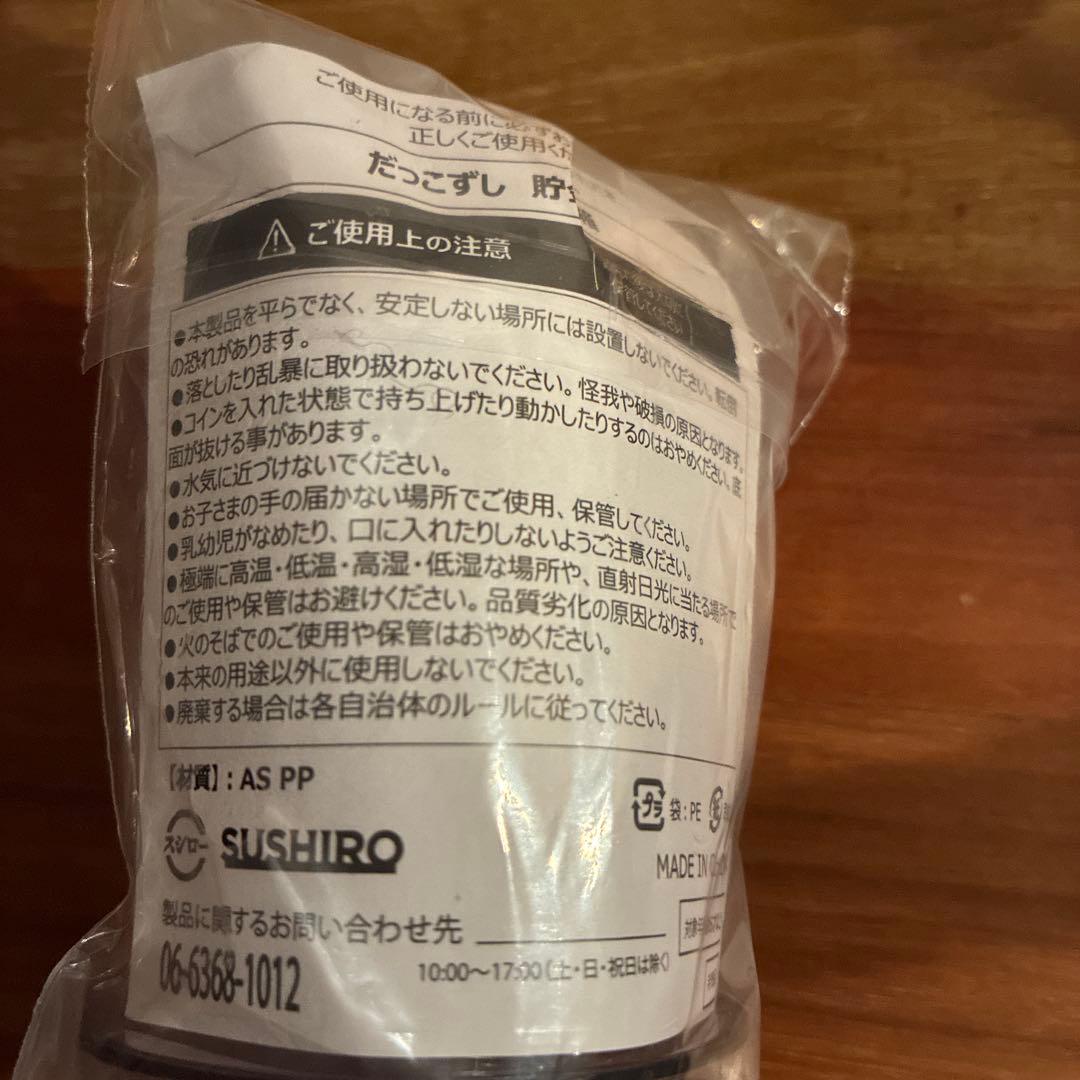 ご使用になる前に必ずお
正しくご使用くだ
だっこずし 貯金
ご使用上の注意
●本製品を平らでなく、安定しない場所には設置しないでください。転倒
の恐れがあります。
●落としたり乱暴に取り扱わないでください。怪我や破損の原因となります。
●コインを入れた状態で持ち上げたり動かしたりするのはおやめください。底
面が抜ける事があります。
●水気に近づけないでください。
●お子さまの手の届かない場所でご使用、保管してください。
●乳幼児がなめたり、口に入れたりしないようご注意ください。
●極端に高温・低温・高湿・低湿な場所や、直射日光に当たる場所で
のご使用や保管はお避けください。品質劣化の原因となります。
●火のそばでのご使用や保管はおやめください。
●本来の用途以外に使用しないでください。
●廃棄する場合は各自治体のルールに従ってください。
【材質】: AS PP
プラ 袋:PE 紙
スシロー SUSHIRO
MADE IN
製品に関するお問い合わせ先
対象年
06-6368-1012
10:00〜17:00(土・日・祝日は除く)